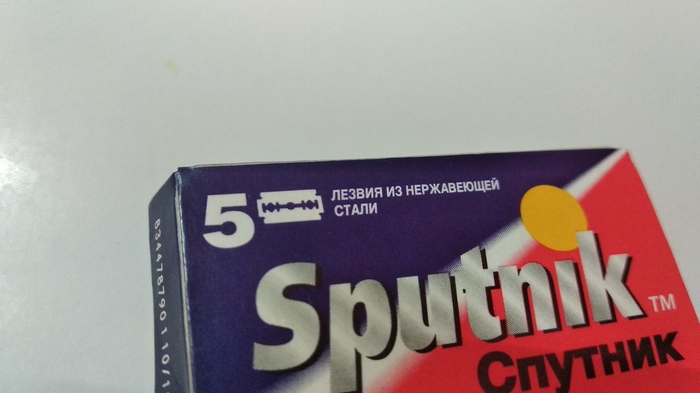 5
ЛЕЗВИЯ ИЗ НЕРЖАВЕЮЩЕЙ
СТАЛИ
Sputnik™
Спутник